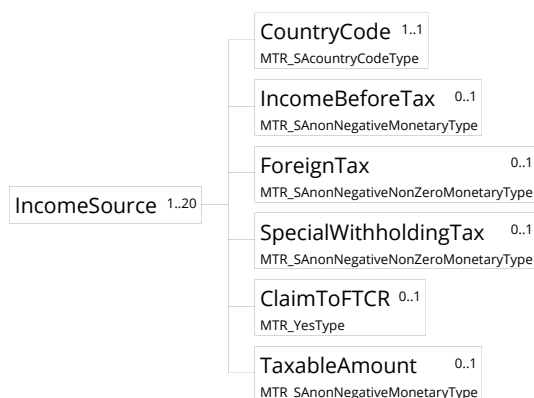 CountryCode 1..1
MTR_SAcountryCodeType
IncomeBeforeTax 0..1
MTR_SAnonNegativeMonetaryType
ForeignTax 0..1
MTR_SAnonNegativeNonZeroMonetaryType
IncomeSource 1..20
SpecialWithholdingTax 0..1
MTR_SAnonNegativeNonZeroMonetaryType
ClaimToFTCR 0..1
MTR_YesType
TaxableAmount 0..1
MTR_SAnonNegativeMonetaryType